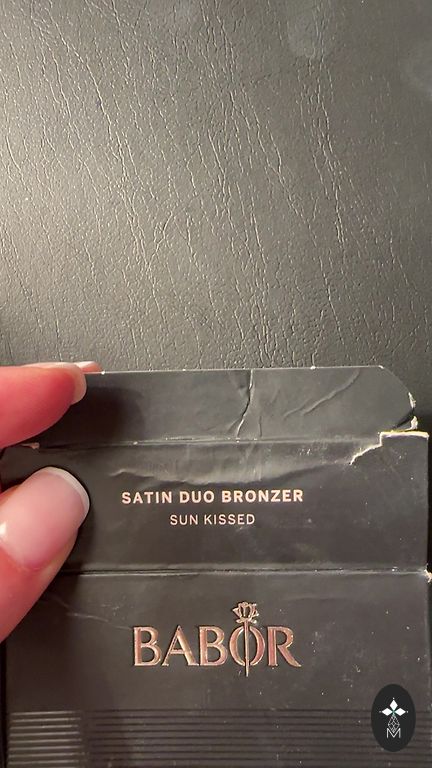 SATIN DUO BRONZER
SUN KISSED
BABOR
M